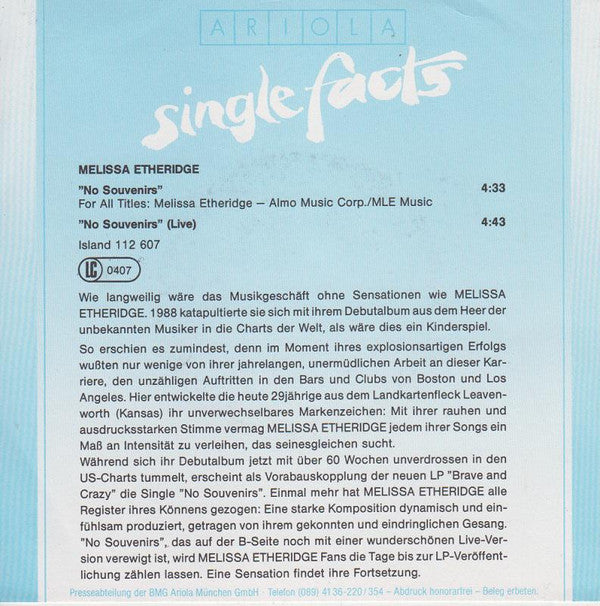 ARIOLA
single facts
MELISSA ETHERIDGE
"No Souvenirs" 4:33
For All Titles: Melissa Etheridge – Almo Music Corp./MLE Music
"No Souvenirs" (Live) 4:43
Island 112 607
LC 0407
Wie langweilig wäre das Musikgeschäft ohne Sensationen wie MELISSA
ETHERIDGE. 1988 katapultierte sie sich mit ihrem Debutalbum aus dem Heer der
unbekannten Musiker in die Charts der Welt, als wäre dies ein Kinderspiel.
So erschien es zumindest, denn im Moment ihres explosionsartigen Erfolgs
wußten nur wenige von ihrer jahrelangen, unermüdlichen Arbeit an dieser Kar-
riere, den unzähligen Auftritten in den Bars und Clubs von Boston und Los
Angeles. Hier entwickelte die heute 29jährige aus dem Landkartenfleck Leaven-
worth (Kansas) ihr unverwechselbares Markenzeichen: Mit ihrer rauhen und
ausdrucksstarken Stimme vermag MELISSA ETHERIDGE jedem ihrer Songs ein
Maß an Intensität zu verleihen, das seinesgleichen sucht.
Während sich ihr Debutalbum jetzt mit über 60 Wochen unverdrossen in den
US-Charts tummelt, erscheint als Vorabauskopplung der neuen LP "Brave and
Crazy" die Single "No Souvenirs". Einmal mehr hat MELISSA ETHERIDGE alle
Register ihres Könnens gezogen: Eine starke Komposition dynamisch und ein-
fühlsam produziert, getragen von ihrem gekonnten und eindringlichen Gesang.
"No Souvenirs", das auf der B-Seite noch mit einer wunderschönen Live-Ver-
sion verewigt ist, wird MELISSA ETHERIDGE Fans die Tage bis zur LP-Veröffent-
lichung zählen lassen. Eine Sensation findet ihre Fortsetzung.
Presseabteilung der BMG Ariola München GmbH · Telefon (089) 41 36-220/354 – Abdruck honorarfrei – Beleg erbeten.